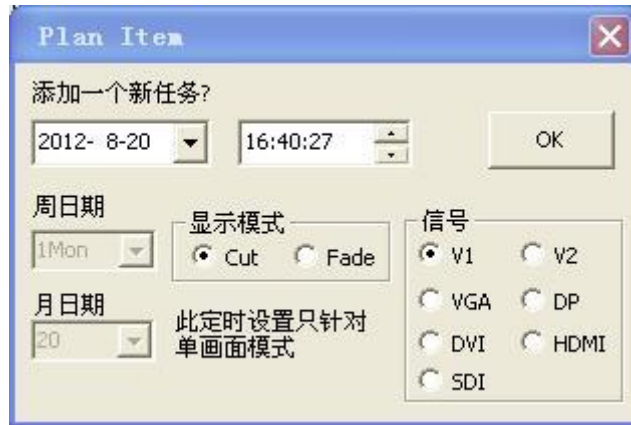 Plan Item
添加一个新任务?
2012- 8-20
16:40:27
OK
周日期
1Mon
显示模式
Cut
Fade
信号
V1
V2
VGA
DP
DVI
HDMI
SDI
月日期
20
此定时设置只针对
单画面模式